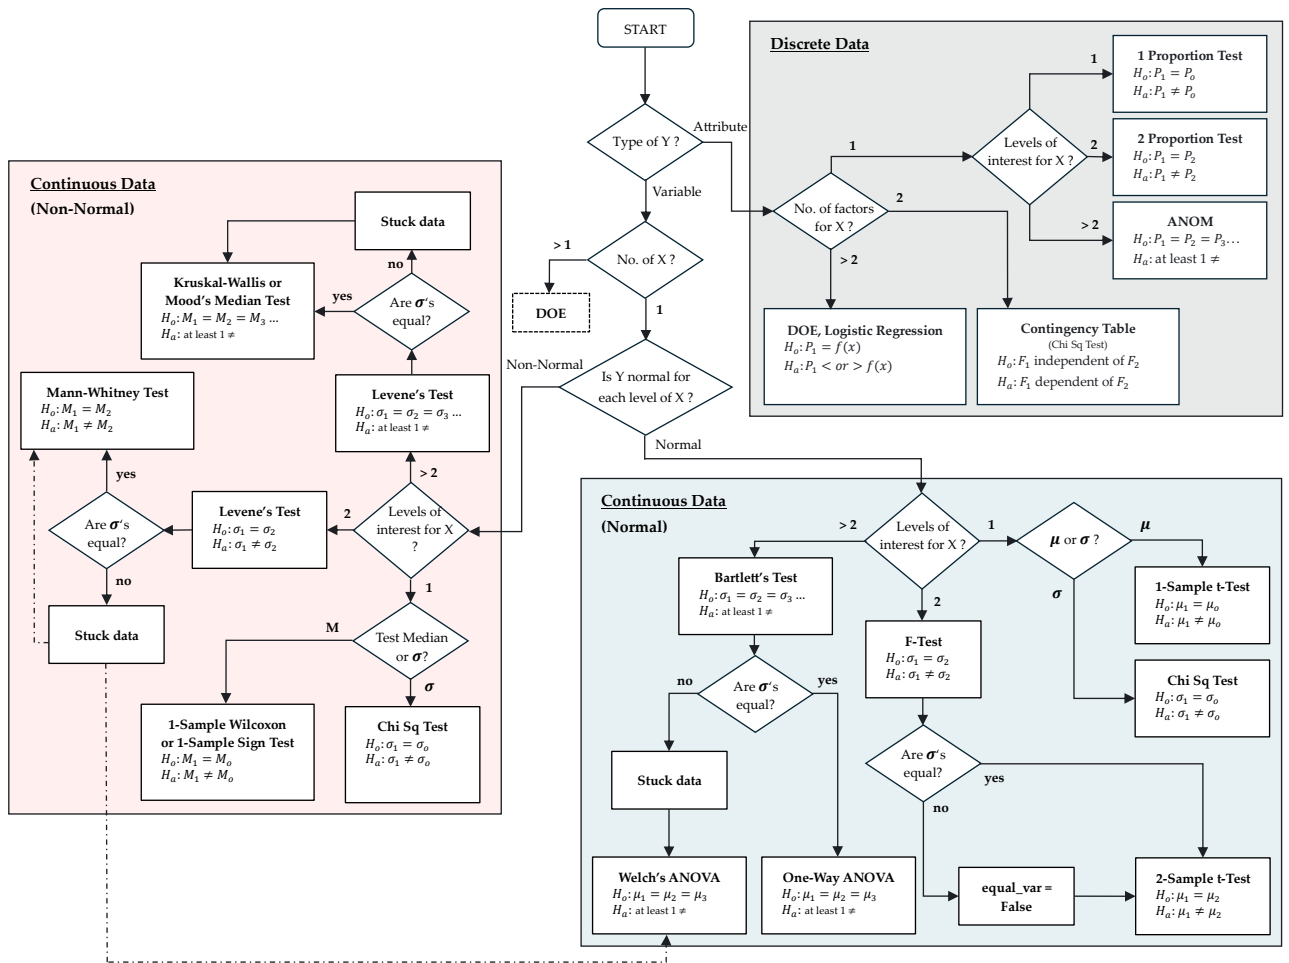 START
Type of Y ?
Attribute
Variable
No. of X ?
> 1
DOE
1
Is Y normal for
each level of X ?
Non-Normal
Normal
Discrete Data
No. of factors
for X ?
1
2
> 2
Levels of
interest for X ?
1
2
> 2
1 Proportion Test
Hₒ: P₁ = Pₒ
Hₐ: P₁ ≠ Pₒ
2 Proportion Test
Hₒ: P₁ = P₂
Hₐ: P₁ ≠ P₂
ANOM
Hₒ: P₁ = P₂ = P₃…
Hₐ: at least 1 ≠
DOE, Logistic Regression
Hₒ: P₁ = f(x)
Hₐ: P₁ < or > f(x)
Contingency Table
(Chi Sq Test)
Hₒ: F₁ independent of F₂
Hₐ: F₁ dependent of F₂
Continuous Data
(Non-Normal)
Stuck data
no
Kruskal-Wallis or
Mood's Median Test
Hₒ: M₁ = M₂ = M₃ …
Hₐ: at least 1 ≠
yes
Are σ's
equal?
Levene's Test
Hₒ: σ₁ = σ₂ = σ₃ …
Hₐ: at least 1 ≠
Mann-Whitney Test
Hₒ: M₁ = M₂
Hₐ: M₁ ≠ M₂
> 2
yes
Are σ's
equal?
no
Levene's Test
Hₒ: σ₁ = σ₂
Hₐ: σ₁ ≠ σ₂
2
Levels of
interest for X
?
1
Stuck data
M
Test Median
or σ?
σ
1-Sample Wilcoxon
or 1-Sample Sign Test
Hₒ: M₁ = Mₒ
Hₐ: M₁ ≠ Mₒ
Chi Sq Test
Hₒ: σ₁ = σₒ
Hₐ: σ₁ ≠ σₒ
Continuous Data
(Normal)
> 2
Levels of
interest for X ?
1
2
μ or σ ?
μ
σ
1-Sample t-Test
Hₒ: μ₁ = μₒ
Hₐ: μ₁ ≠ μₒ
Chi Sq Test
Hₒ: σ₁ = σₒ
Hₐ: σ₁ ≠ σₒ
Bartlett's Test
Hₒ: σ₁ = σ₂ = σ₃ …
Hₐ: at least 1 ≠
F-Test
Hₒ: σ₁ = σ₂
Hₐ: σ₁ ≠ σ₂
no
Are σ's
equal?
yes
Stuck data
Are σ's
equal?
yes
no
Welch's ANOVA
Hₒ: μ₁ = μ₂ = μ₃
Hₐ: at least 1 ≠
One-Way ANOVA
Hₒ: μ₁ = μ₂ = μ₃
Hₐ: at least 1 ≠
equal_var =
False
2-Sample t-Test
Hₒ: μ₁ = μ₂
Hₐ: μ₁ ≠ μ₂